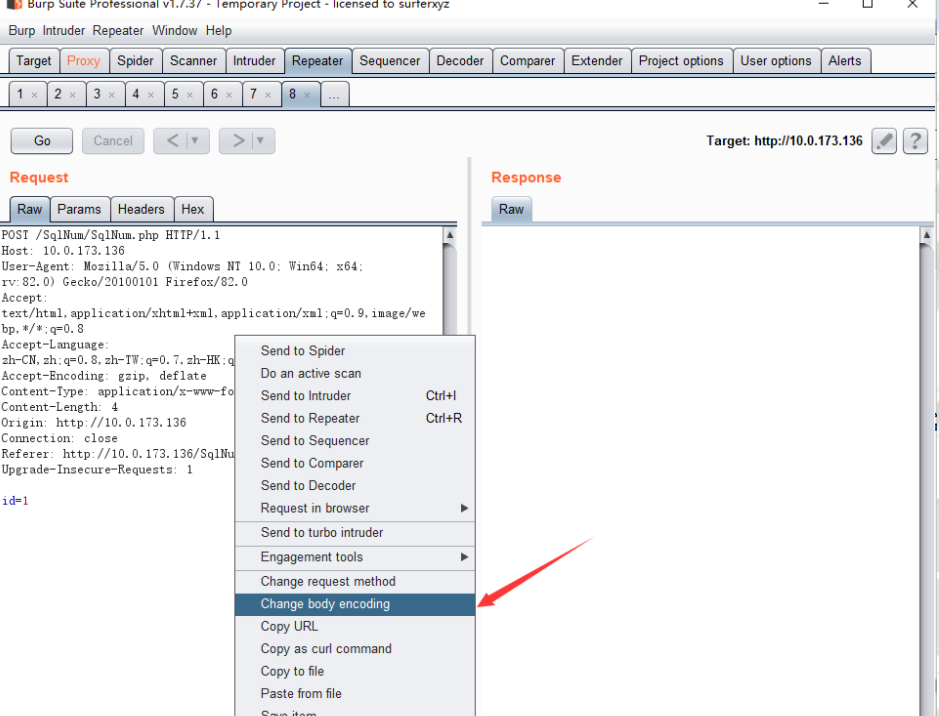 Burp Suite Professional v1.7.37 - Temporary Project - licensed to surferxyz
Burp Intruder Repeater Window Help
Target Proxy Spider Scanner Intruder Repeater Sequencer Decoder Comparer Extender Project options User options Alerts
1 × 2 × 3 × 4 × 5 × 6 × 7 × 8 × ...
Go Cancel < | ▼ > | ▼ Target: http://10.0.173.136 ?
Request
Raw Params Headers Hex
POST /SqlNum/SqlNum.php HTTP/1.1
Host: 10.0.173.136
User-Agent: Mozilla/5.0 (Windows NT 10.0; Win64; x64;
rv:82.0) Gecko/20100101 Firefox/82.0
Accept:
text/html,application/xhtml+xml,application/xml;q=0.9,image/we
bp,*/*;q=0.8
Accept-Language:
zh-CN,zh;q=0.8,zh-TW;q=0.7,zh-HK;q
Accept-Encoding: gzip, deflate
Content-Type: application/x-www-fo
Content-Length: 4
Origin: http://10.0.173.136
Connection: close
Referer: http://10.0.173.136/SqlNu
Upgrade-Insecure-Requests: 1
id=1
Send to Spider
Do an active scan
Send to Intruder Ctrl+I
Send to Repeater Ctrl+R
Send to Sequencer
Send to Comparer
Send to Decoder
Request in browser
Send to turbo intruder
Engagement tools
Change request method
Change body encoding
Copy URL
Copy as curl command
Copy to file
Paste from file
Save item
Response
Raw